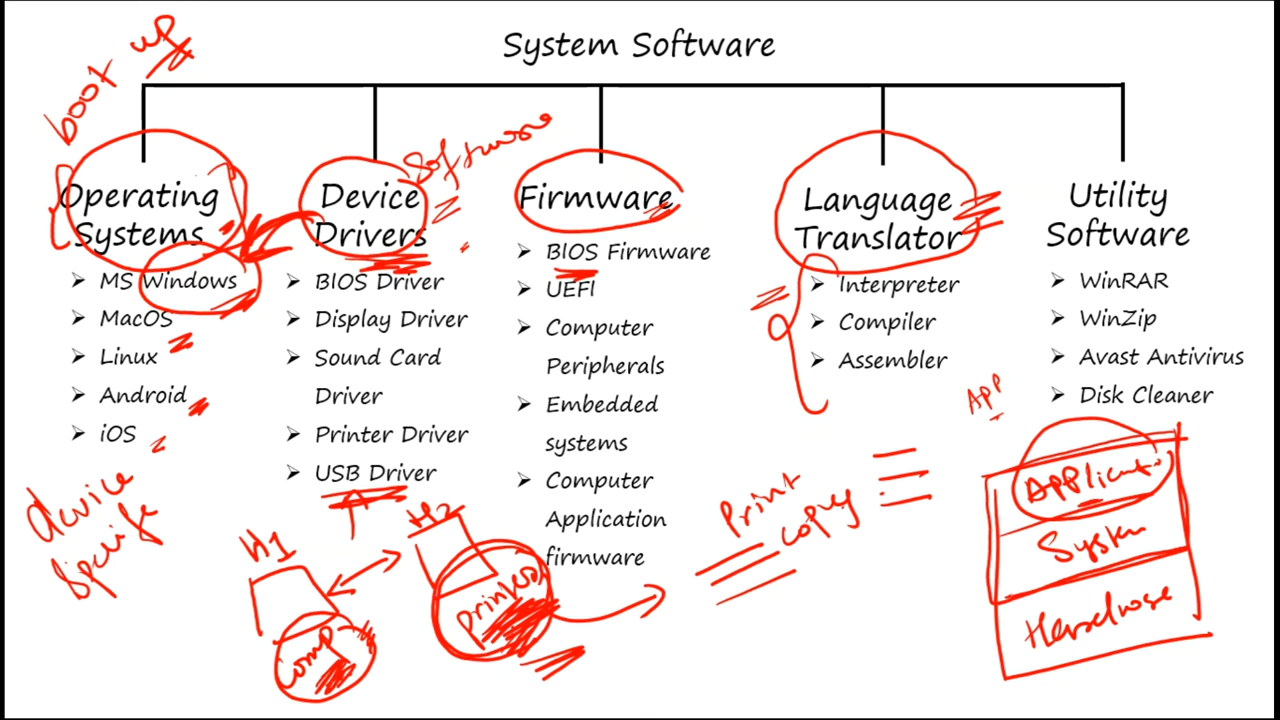 System Software
boot up
Operating
Systems
➢ MS Windows
➢ MacOS
➢ Linux
➢ Android
➢ iOS
Device
Drivers
software
➢ BIOS Driver
➢ Display Driver
➢ Sound Card
Driver
➢ Printer Driver
➢ USB Driver
Firmware
➢ BIOS Firmware
➢ UEFI
➢ Computer
Peripherals
➢ Embedded
systems
➢ Computer
Application
firmware
Language
Translator
➢ Interpreter
➢ Compiler
➢ Assembler
Utility
Software
➢ WinRAR
➢ WinZip
➢ Avast Antivirus
➢ Disk Cleaner
device
H1
comp
H2
printer
Print
copy
APP
System